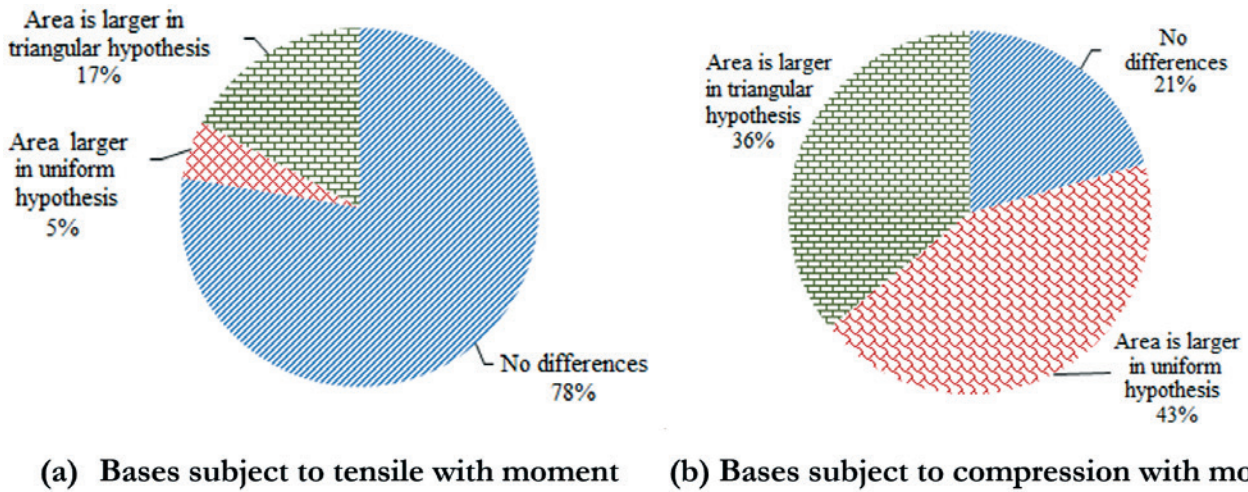 Area is larger in
triangular hypothesis
17%
Area larger
in uniform
hypothesis
5%
No differences
78%
(a) Bases subject to tensile with moment
No
differences
21%
Area is larger
in triangular
hypothesis
36%
Area is larger
in uniform
hypothesis
43%
(b) Bases subject to compression with mo